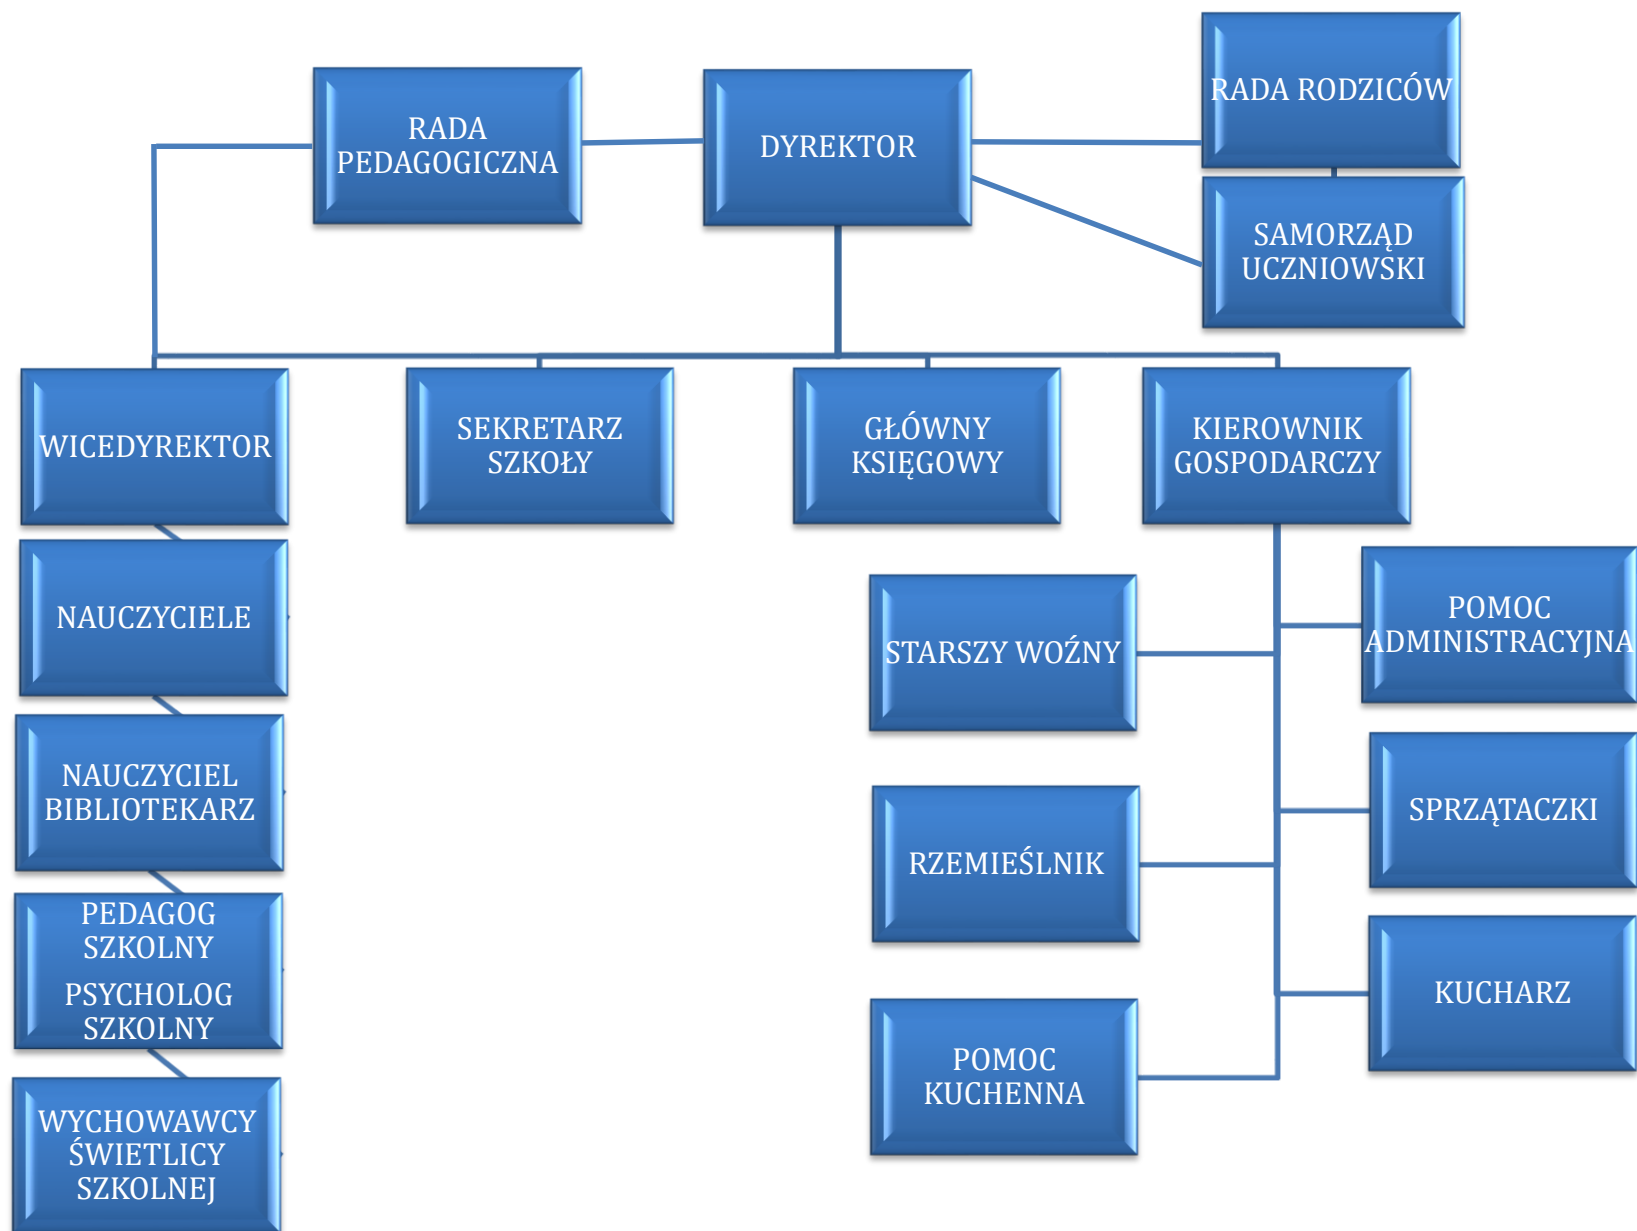 RADA
PEDAGOGICZNA
DYREKTOR
RADA RODZICÓW
SAMORZĄD
UCZNIOWSKI
WICEDYREKTOR
SEKRETARZ
SZKOŁY
GŁÓWNY
KSIĘGOWY
KIEROWNIK
GOSPODARCZY
NAUCZYCIELE
NAUCZYCIEL
BIBLIOTEKARZ
PEDAGOG
SZKOLNY
PSYCHOLOG
SZKOLNY
WYCHOWAWCY
ŚWIETLICY
SZKOLNEJ
STARSZY WOŹNY
RZEMIEŚLNIK
POMOC
KUCHENNA
POMOC
ADMINISTRACYJNA
SPRZĄTACZKI
KUCHARZ